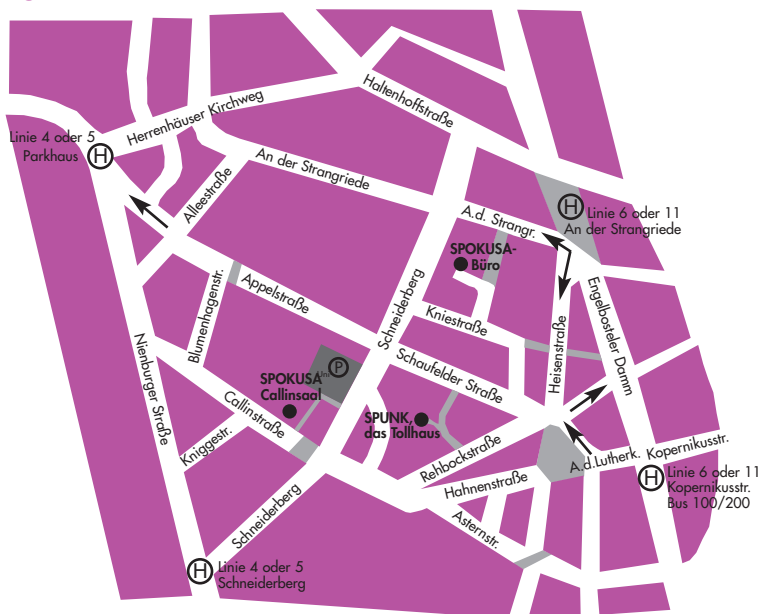 Haltenhoffstraße
Herrenhäuser Kirchweg
Linie 4 oder 5
Parkhaus
H
An der Strangriede
Alleestraße
H
Linie 6 oder 11
An der Strangriede
A.d. Strangr.
SPOKUSA-
Büro
Schneiderberg
Engelbosteler Damm
Blumenhagenstr.
Appelstraße
Kniestraße
Heisenstraße
Nienburger Straße
P
Schaufelder Straße
SPOKUSA
Callinsaal
Callinstraße
SPUNK,
das Tollhaus
Kniggestr.
Rehbockstraße
A.d.Lutherk.
Kopernikusstr.
Hahnenstraße
H
Linie 6 oder 11
Kopernikusstr.
Bus 100/200
Schneiderberg
Asternstr.
H
Linie 4 oder 5
Schneiderberg